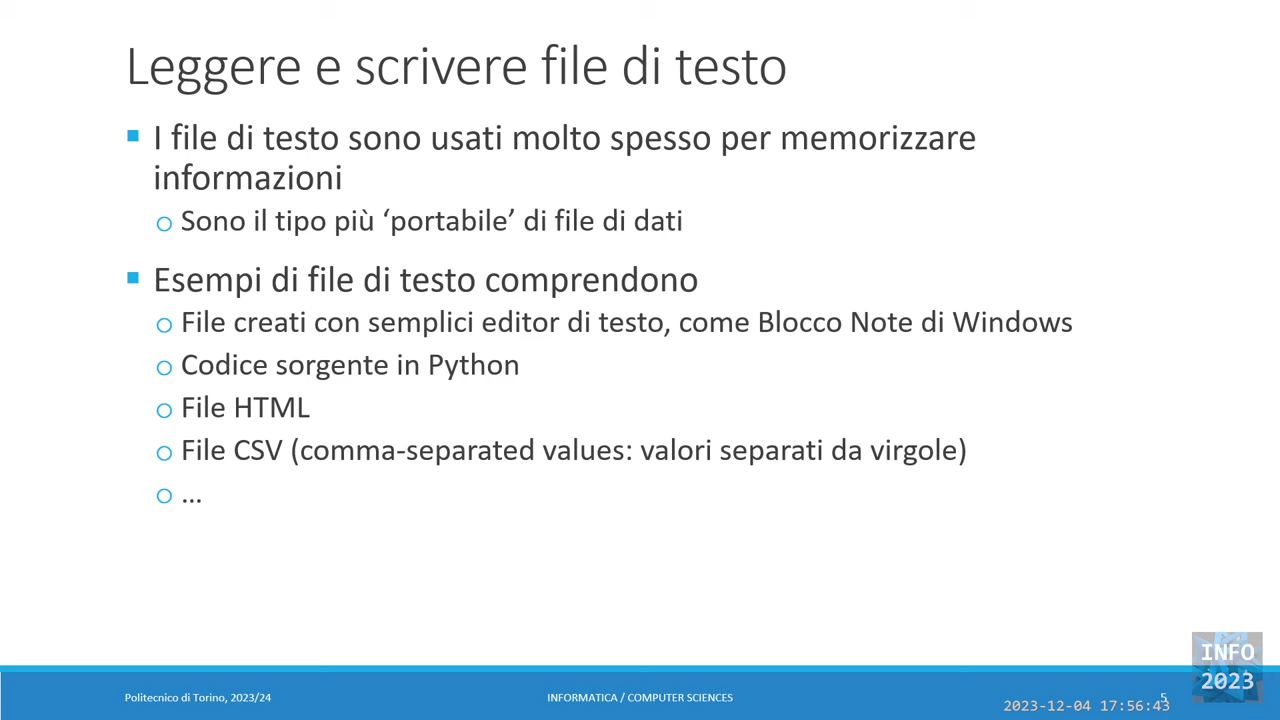 Leggere e scrivere file di testo
▪ I file di testo sono usati molto spesso per memorizzare
informazioni
o Sono il tipo più ‘portabile’ di file di dati
▪ Esempi di file di testo comprendono
o File creati con semplici editor di testo, come Blocco Note di Windows
o Codice sorgente in Python
o File HTML
o File CSV (comma-separated values: valori separati da virgole)
o …
Politecnico di Torino, 2023/24
INFORMATICA / COMPUTER SCIENCES
5
2023-12-04 17:56:43
INFO
2023